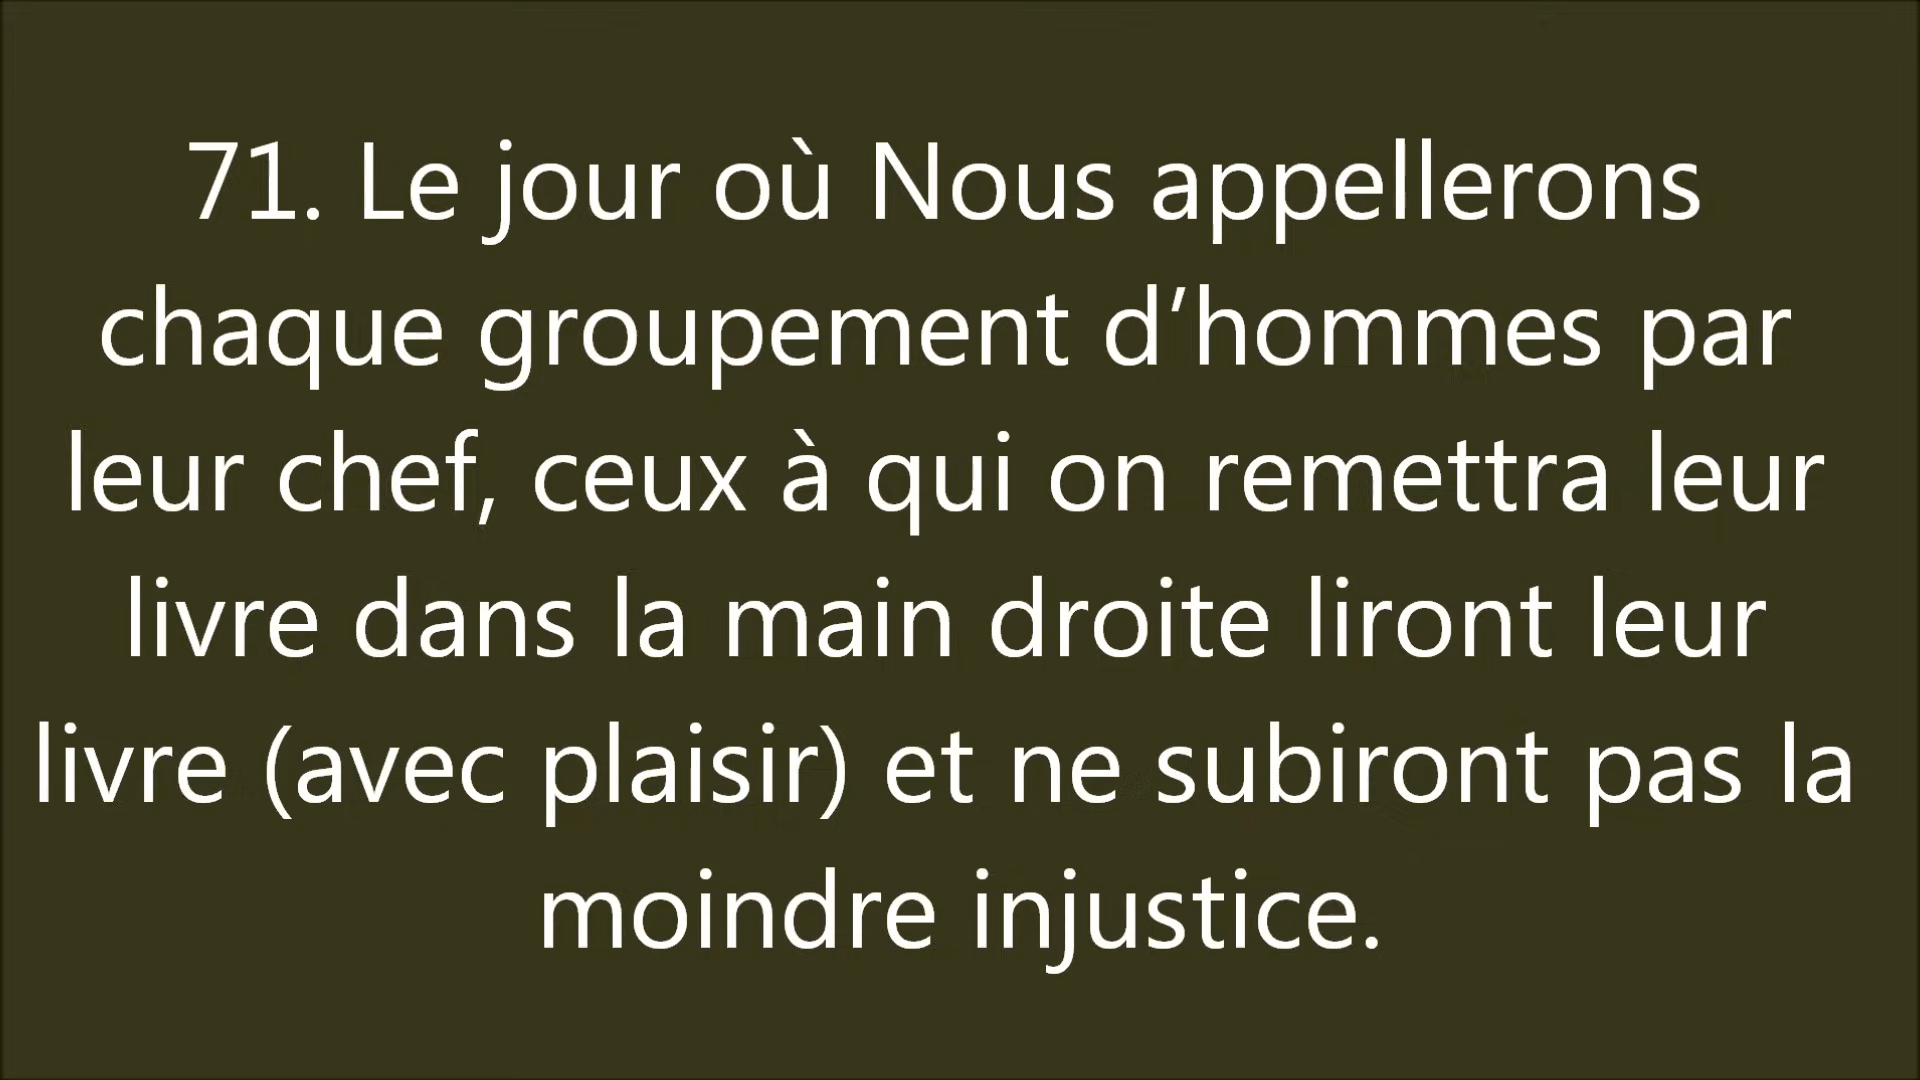 71. Le jour où Nous appellerons
chaque groupement d’hommes par
leur chef, ceux à qui on remettra leur
livre dans la main droite liront leur
livre (avec plaisir) et ne subiront pas la
moindre injustice.